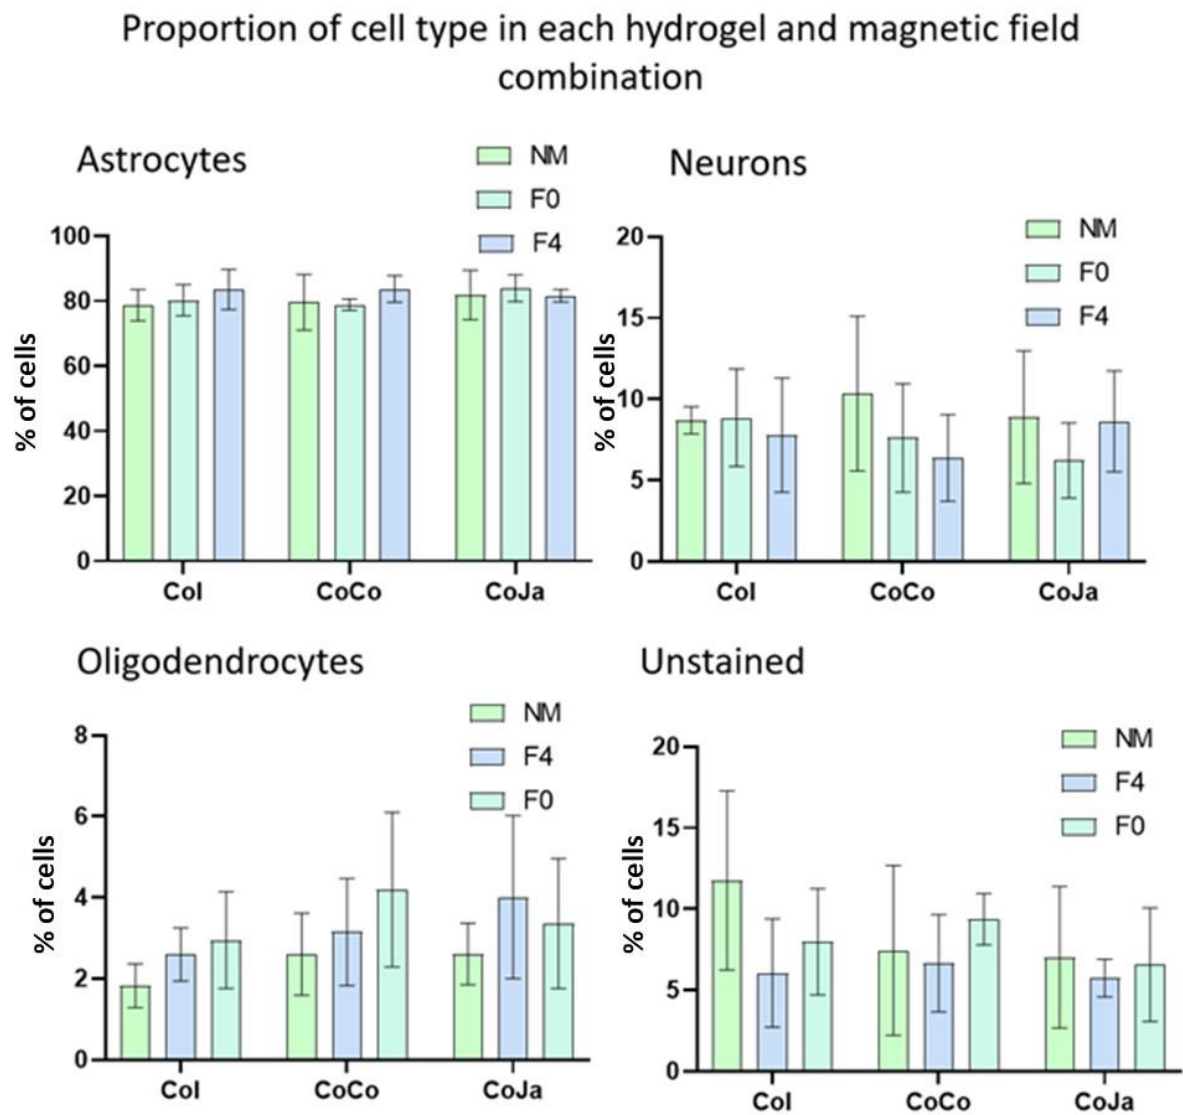 Proportion of cell type in each hydrogel and magnetic field
combination
Astrocytes
NM
F0
F4
100
80
60
40
20
0
% of cells
Col
CoCo
CoJa
Neurons
NM
F0
F4
20
15
10
5
0
% of cells
Col
CoCo
CoJa
Oligodendrocytes
NM
F4
F0
8
6
4
2
0
% of cells
Col
CoCo
CoJa
Unstained
NM
F4
F0
20
15
10
5
0
% of cells
Col
CoCo
CoJa